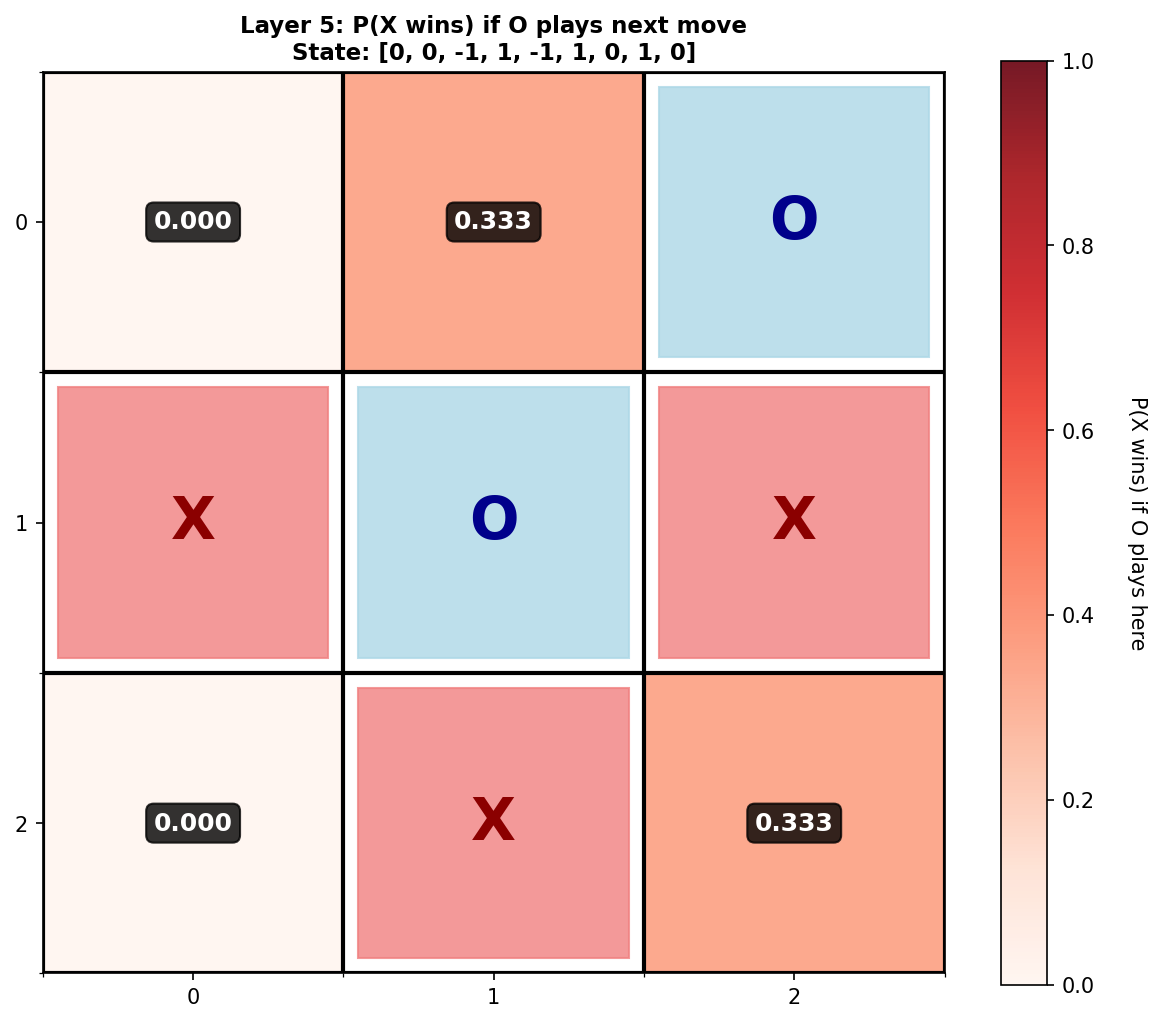 Layer 5: P(X wins) if O plays next move
State: [0, 0, -1, 1, -1, 1, 0, 1, 0]
0
0.000
0.333
O
1
X
O
X
2
0.000
X
0.333
0
1
2
1.0
0.8
0.6
0.4
0.2
0.0
P(X wins) if O plays here